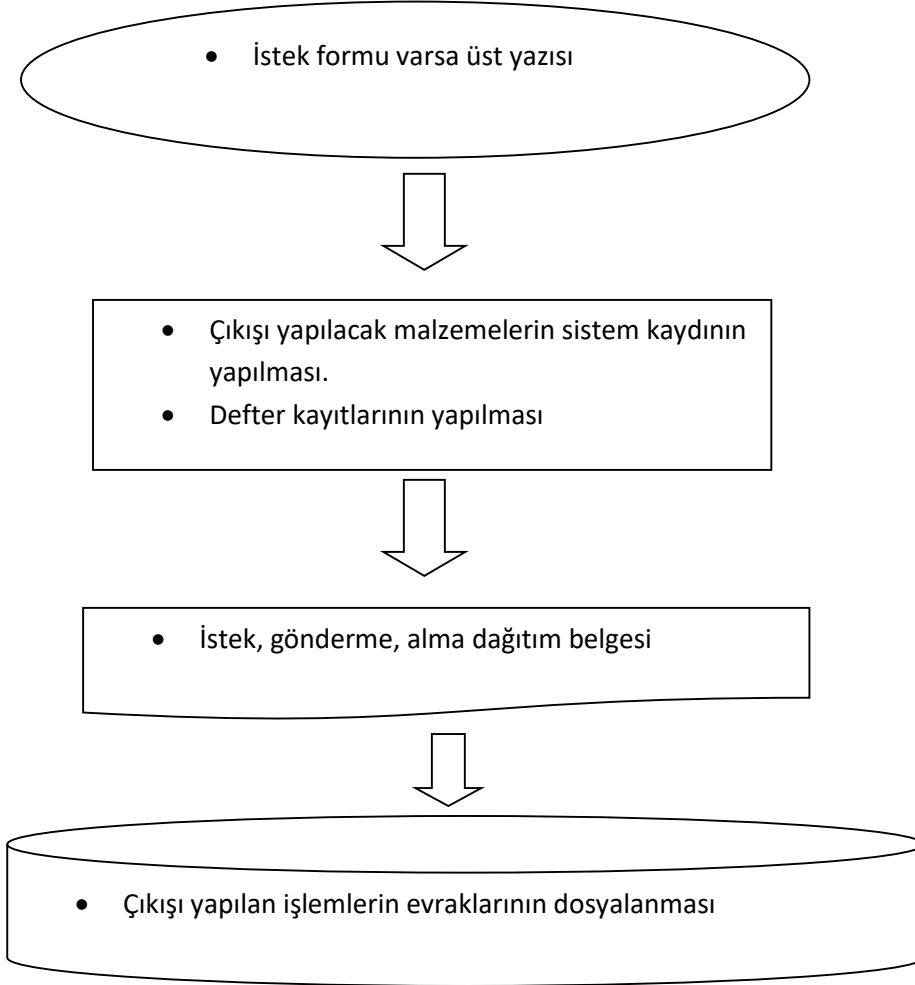 • İstek formu varsa üst yazısı
• Çıkışı yapılacak malzemelerin sistem kaydının
yapılması.
• Defter kayıtlarının yapılması
• İstek, gönderme, alma dağıtım belgesi
• Çıkışı yapılan işlemlerin evraklarının dosyalanması